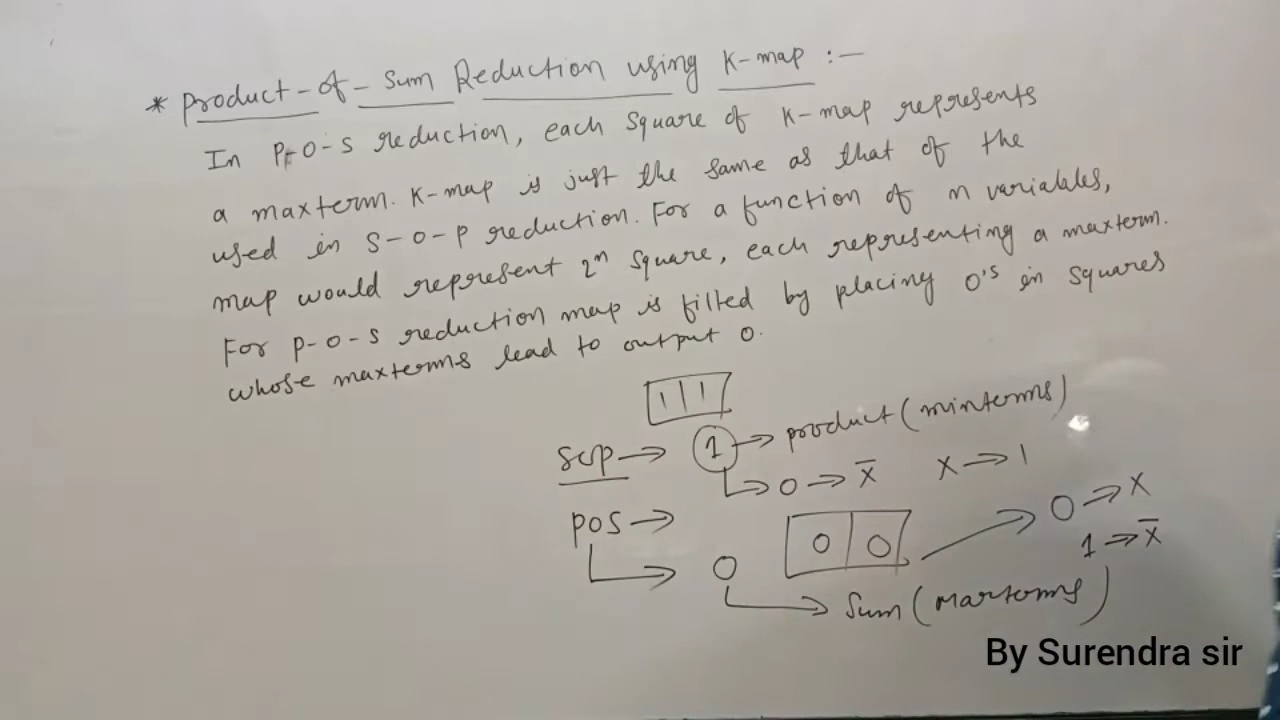 * Product-of-Sum Reduction using K-map :-
In P-O-S reduction, each square of K-map represents
a maxterm. K-map is just the same as that of the
used in S-O-P reduction. For a function of n variables,
map would represent 2ⁿ square, each representing a maxterm.
For P-O-S reduction map is filled by placing 0's in squares
whose maxterms lead to output 0.
1 | 1
SOP → 1 → product (minterms)
↳ 0 → X̅ X → 1
POS →
↳ 0
0 | 0 → 0 → X
1 → X̅
↳ Sum (Maxterms)
By Surendra sir